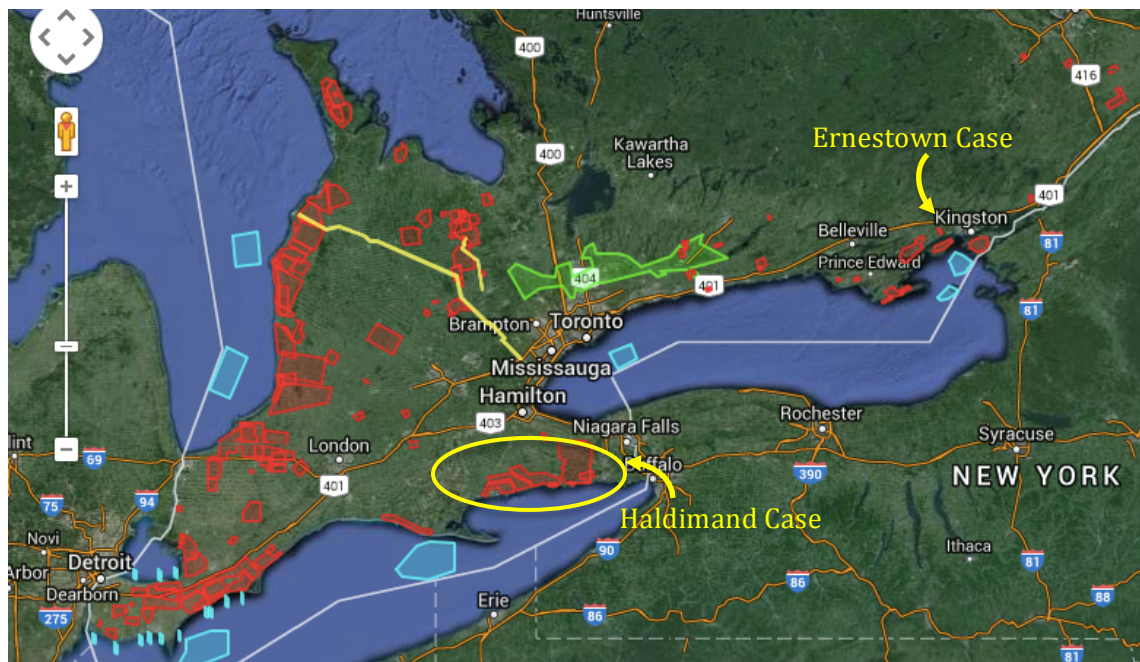 Huntsville
400
416
Kawartha
Lakes
400
Ernestown Case
401
Kingston
Belleville
81
Prince Edward
404
401
Brampton
Toronto
81
Mississauga
Hamilton
403
Rochester
Niagara Falls
Syracuse
lint
69
London
Buffalo
390
NEW YORK
401
75
94
Haldimand Case
Novi
90
Ithaca
Detroit
81
Arbor
Dearborn
86
88
275
Erie
86
81